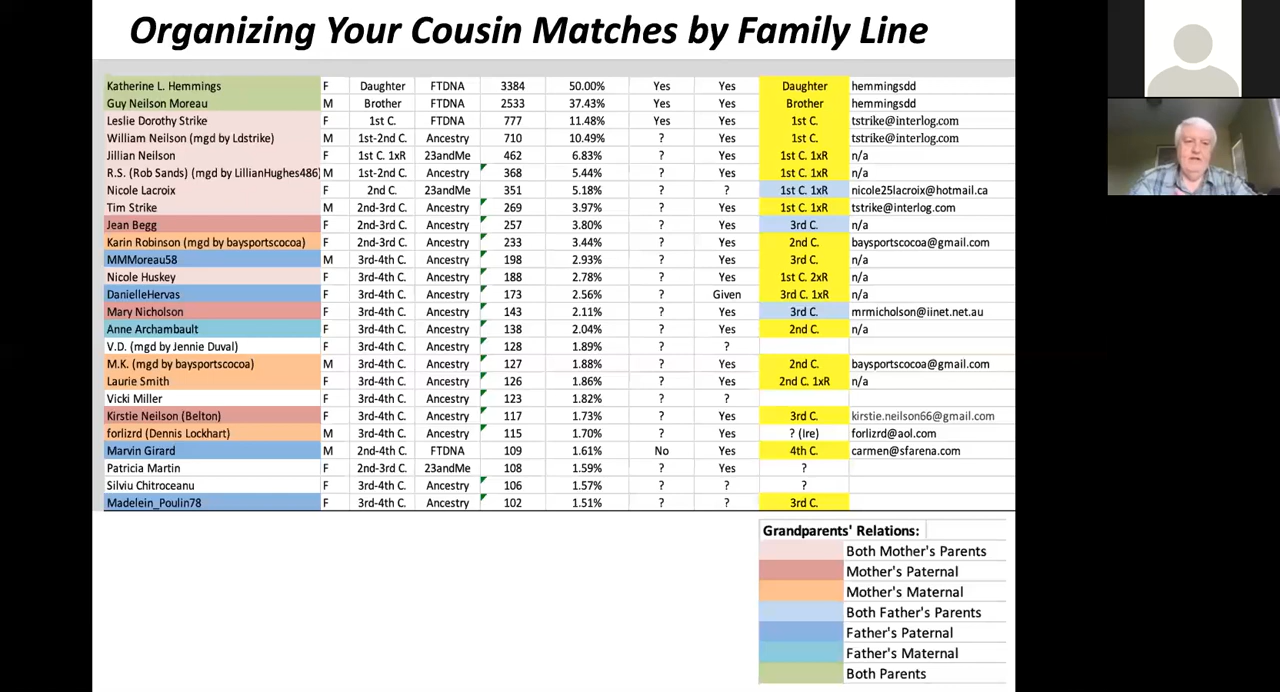 Organizing Your Cousin Matches by Family Line
Katherine L. Hemmings F Daughter FTDNA 3384 50.00% Yes Yes Daughter hemmingsdd
Guy Neilson Moreau M Brother FTDNA 2533 37.43% Yes Yes Brother hemmingsdd
Leslie Dorothy Strike F 1st C. FTDNA 777 11.48% Yes Yes 1st C. tstrike@interlog.com
William Neilson (mgd by Ldstrike) M 1st-2nd C. Ancestry 710 10.49% ? Yes 1st C. tstrike@interlog.com
Jillian Neilson F 1st C. 1xR 23andMe 462 6.83% ? Yes 1st C. 1xR n/a
R.S. (Rob Sands) (mgd by LillianHughes486) M 1st-2nd C. Ancestry 368 5.44% ? Yes 1st C. 1xR n/a
Nicole Lacroix F 2nd C. 23andMe 351 5.18% ? ? 1st C. 1xR nicole25lacroix@hotmail.ca
Tim Strike M 2nd-3rd C. Ancestry 269 3.97% ? Yes 1st C. 1xR tstrike@interlog.com
Jean Begg F 2nd-3rd C. Ancestry 257 3.80% ? Yes 3rd C. n/a
Karin Robinson (mgd by baysportscocoa) F 2nd-3rd C. Ancestry 233 3.44% ? Yes 2nd C. baysportscocoa@gmail.com
MMMoreau58 M 3rd-4th C. Ancestry 198 2.93% ? Yes 3rd C. n/a
Nicole Huskey F 3rd-4th C. Ancestry 188 2.78% ? Yes 1st C. 2xR n/a
DanielleHervas F 3rd-4th C. Ancestry 173 2.56% ? Given 3rd C. 1xR n/a
Mary Nicholson F 3rd-4th C. Ancestry 143 2.11% ? Yes 3rd C. mrmicholson@iinet.net.au
Anne Archambault F 3rd-4th C. Ancestry 138 2.04% ? Yes 2nd C. n/a
V.D. (mgd by Jennie Duval) F 3rd-4th C. Ancestry 128 1.89% ? ?
M.K. (mgd by baysportscocoa) M 3rd-4th C. Ancestry 127 1.88% ? Yes 2nd C. baysportscocoa@gmail.com
Laurie Smith F 3rd-4th C. Ancestry 126 1.86% ? Yes 2nd C. 1xR n/a
Vicki Miller F 3rd-4th C. Ancestry 123 1.82% ? ?
Kirstie Neilson (Belton) F 3rd-4th C. Ancestry 117 1.73% ? Yes 3rd C. kirstie.neilson66@gmail.com
forlizrd (Dennis Lockhart) M 3rd-4th C. Ancestry 115 1.70% ? Yes ? (Ire) forlizrd@aol.com
Marvin Girard M 2nd-4th C. FTDNA 109 1.61% No Yes 4th C. carmen@sfarena.com
Patricia Martin F 2nd-3rd C. 23andMe 108 1.59% ? Yes ?
Silviu Chitroceanu F 3rd-4th C. Ancestry 106 1.57% ? ? ?
Madelein_Poulin78 F 3rd-4th C. Ancestry 102 1.51% ? ? 3rd C.
Grandparents' Relations:
Both Mother's Parents
Mother's Paternal
Mother's Maternal
Both Father's Parents
Father's Paternal
Father's Maternal
Both Parents